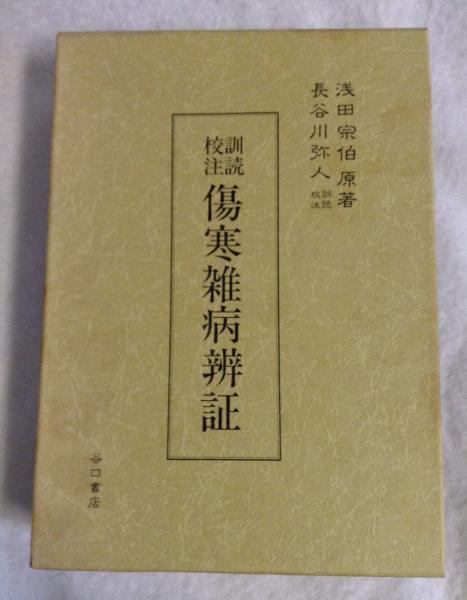 浅田宗伯原著
長谷川弥人 訓読校注
訓読校注 傷寒雑病辨証
谷口書店